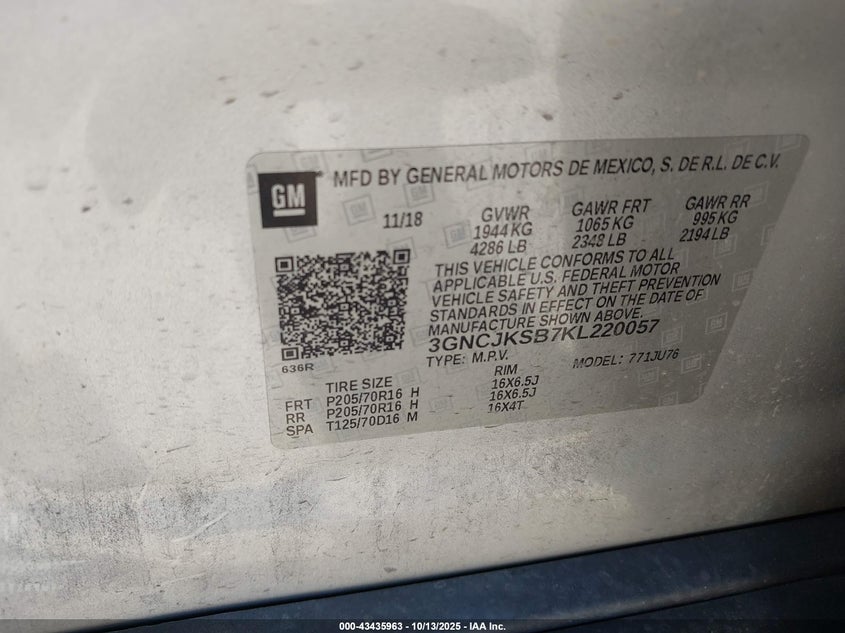 GM
MFD BY GENERAL MOTORS DE MEXICO, S. DE R.L. DE C.V.
11/18
GVWR GAWR FRT GAWR RR
1944 KG 1065 KG 995 KG
4286 LB 2348 LB 2194 LB
THIS VEHICLE CONFORMS TO ALL
APPLICABLE U.S. FEDERAL MOTOR
VEHICLE SAFETY AND THEFT PREVENTION
STANDARDS IN EFFECT ON THE DATE OF
MANUFACTURE SHOWN ABOVE.
3GNCJKSB7KL220057
TYPE: M.P.V. MODEL: 771JU76
636R
TIRE SIZE RIM
FRT P205/70R16 H 16X6.5J
RR P205/70R16 H 16X6.5J
SPA T125/70D16 M 16X4T
000-43435963 - 10/13/2025 - IAA Inc.